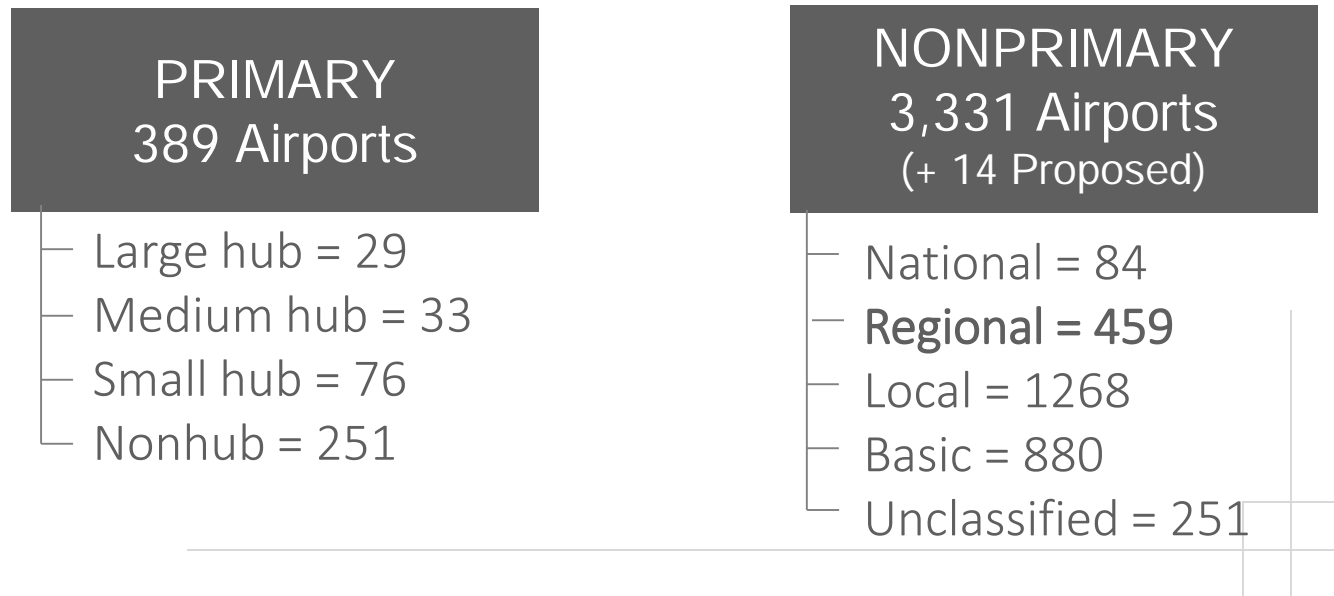 PRIMARY
389 Airports
Large hub = 29
Medium hub = 33
Small hub = 76
Nonhub = 251
NONPRIMARY
3,331 Airports
(+ 14 Proposed)
National = 84
Regional = 459
Local = 1268
Basic = 880
Unclassified = 251